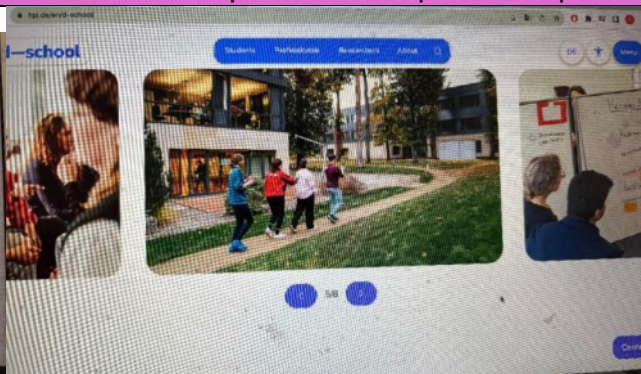 hpi.de/en/d-school
d—school
Students Professionals Researchers About
DE
Menu
5/8